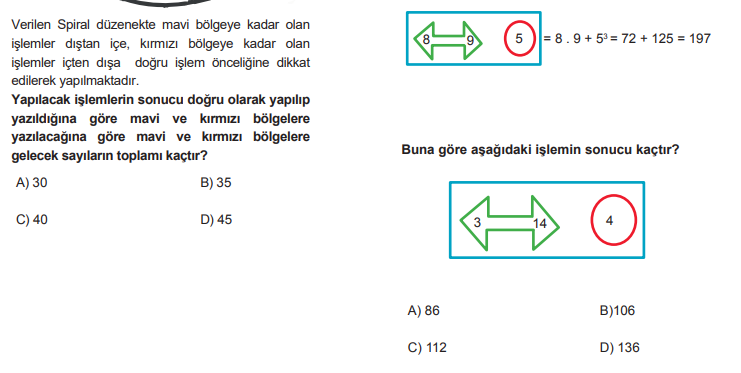 Verilen Spiral düzenekte mavi bölgeye kadar olan
işlemler dıştan içe, kırmızı bölgeye kadar olan
işlemler içten dışa doğru işlem önceliğine dikkat
edilerek yapılmaktadır.
Yapılacak işlemlerin sonucu doğru olarak yapılıp
yazıldığına göre mavi ve kırmızı bölgelere
yazılacağına göre mavi ve kırmızı bölgelere
gelecek sayıların toplamı kaçtır?
A) 30 B) 35
C) 40 D) 45
8 9 5 = 8 . 9 + 5³ = 72 + 125 = 197
Buna göre aşağıdaki işlemin sonucu kaçtır?
3 14 4
A) 86 B)106
C) 112 D) 136